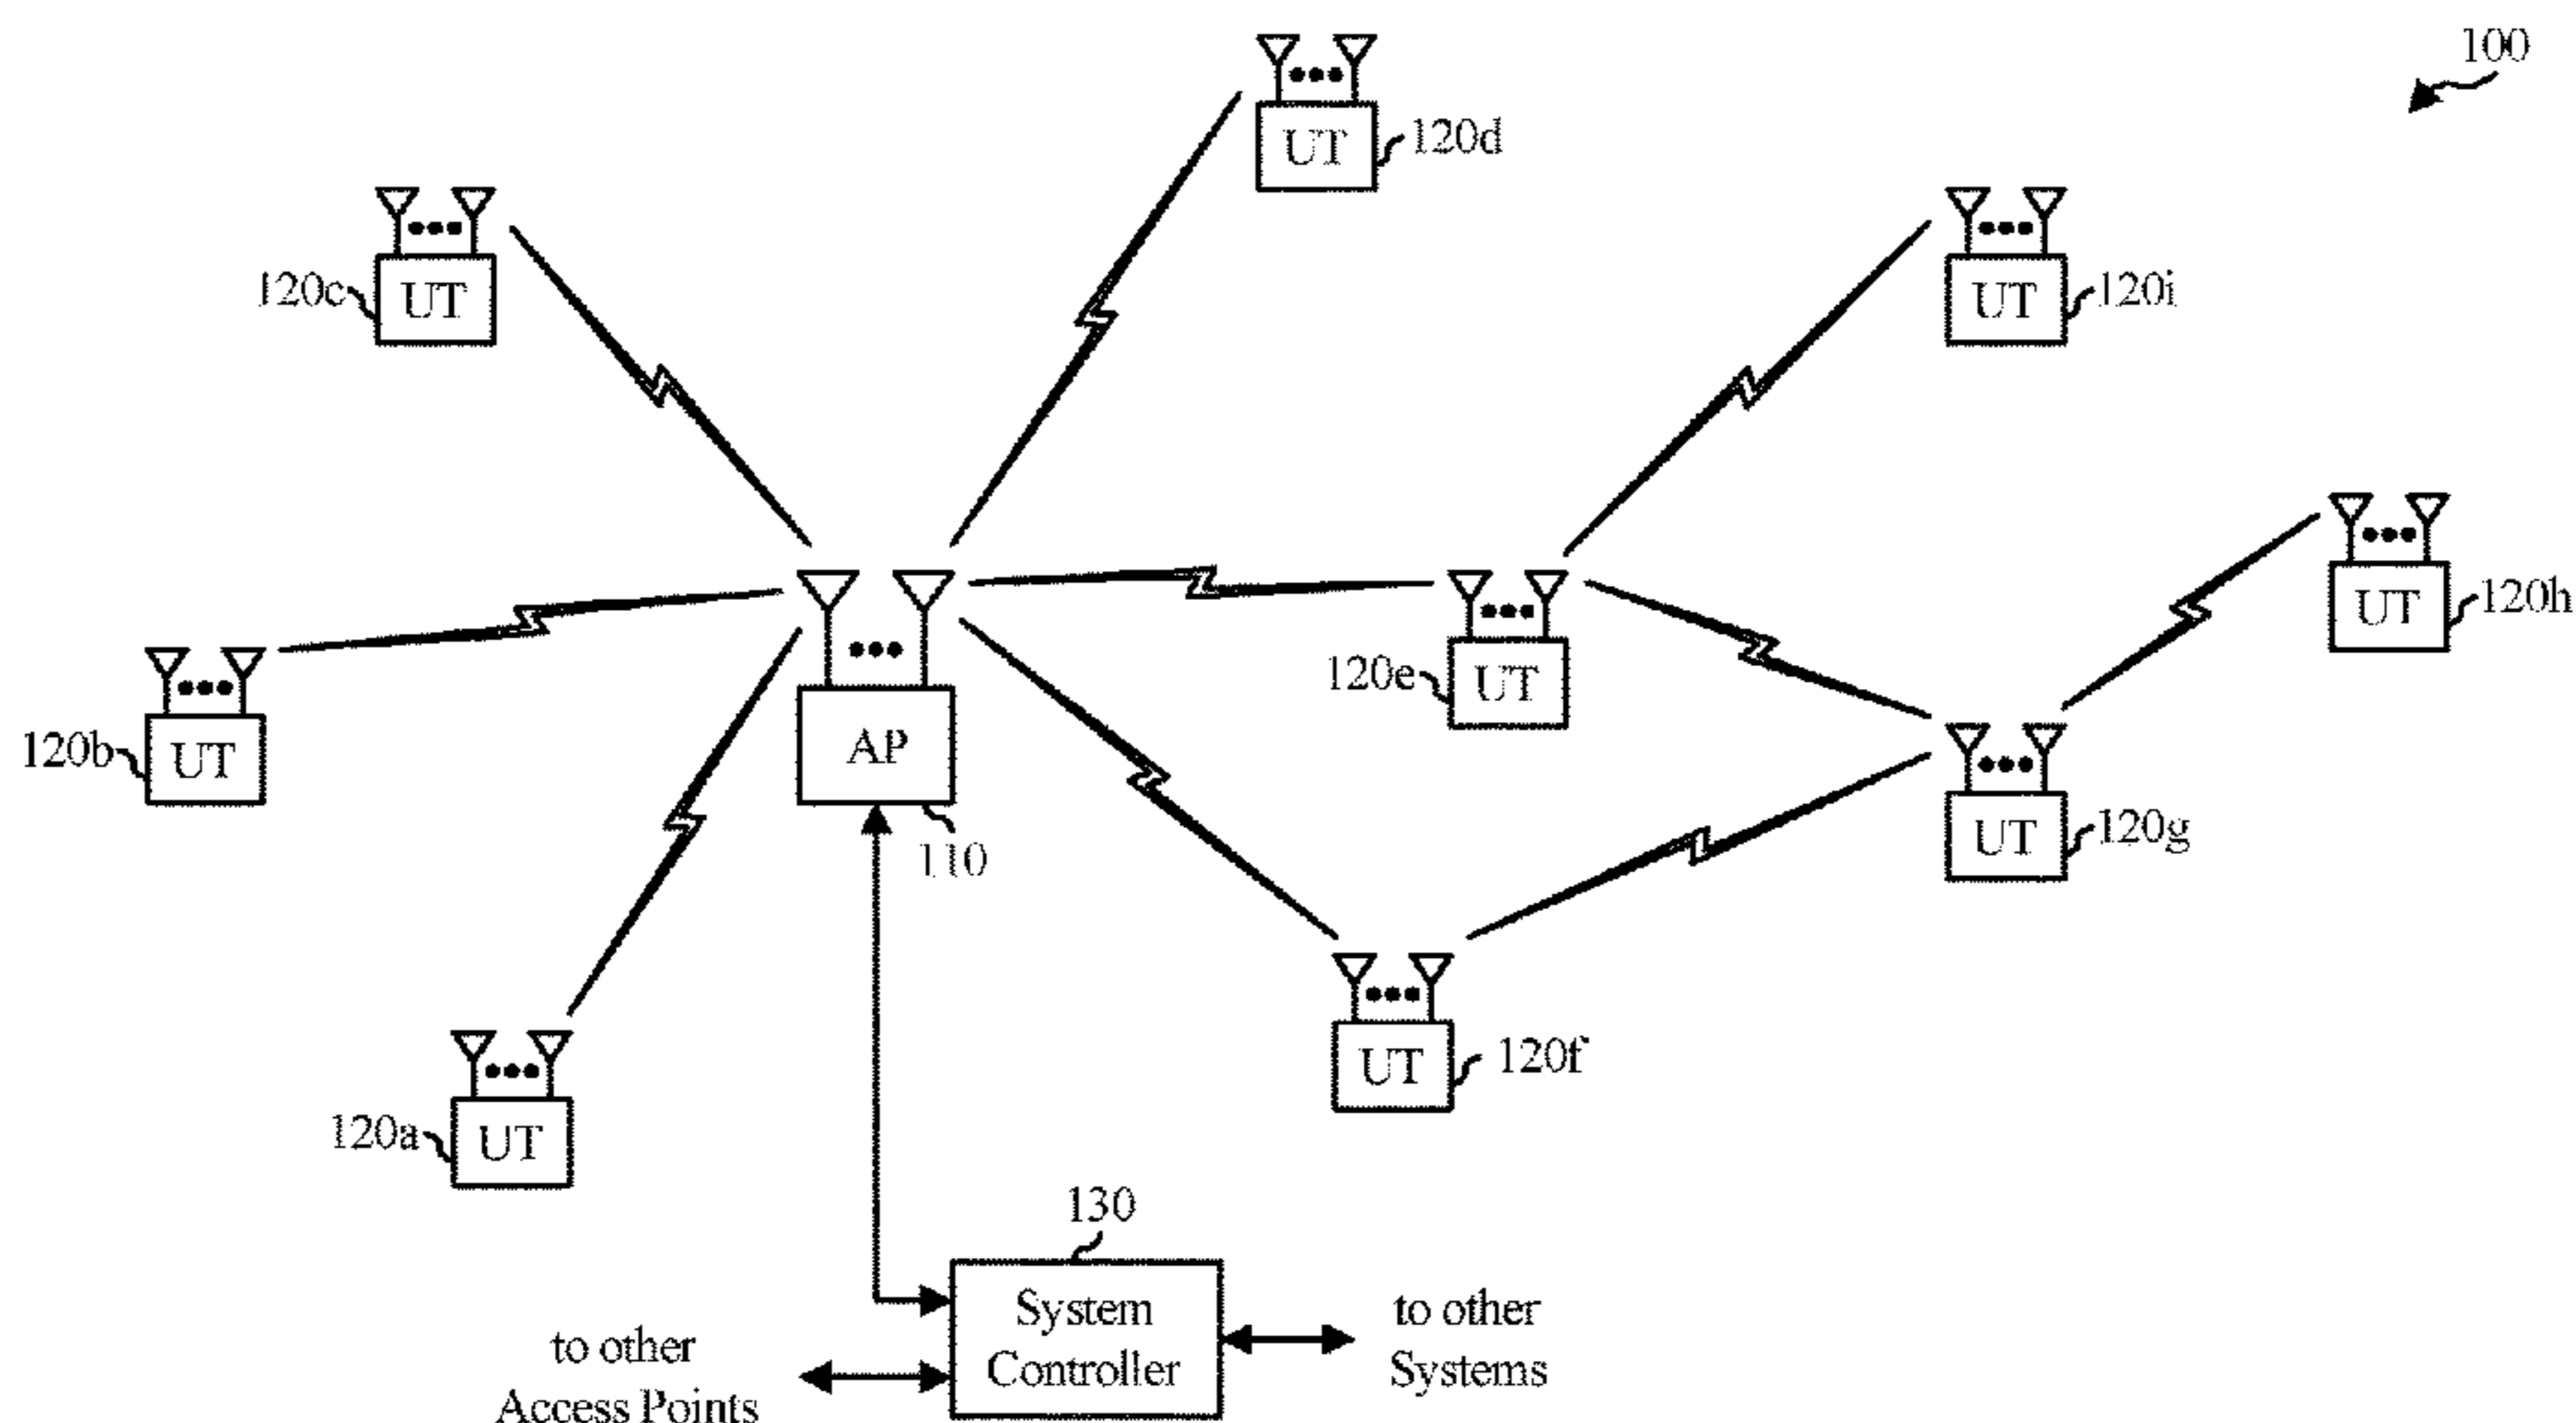 100
UT
120d
120c
UT
UT
120i
UT
120h
120e
UT
120b
UT
AP
110
UT
120g
UT
120f
120a
UT
130
System
Controller
to other
Systems
to other
Access Points